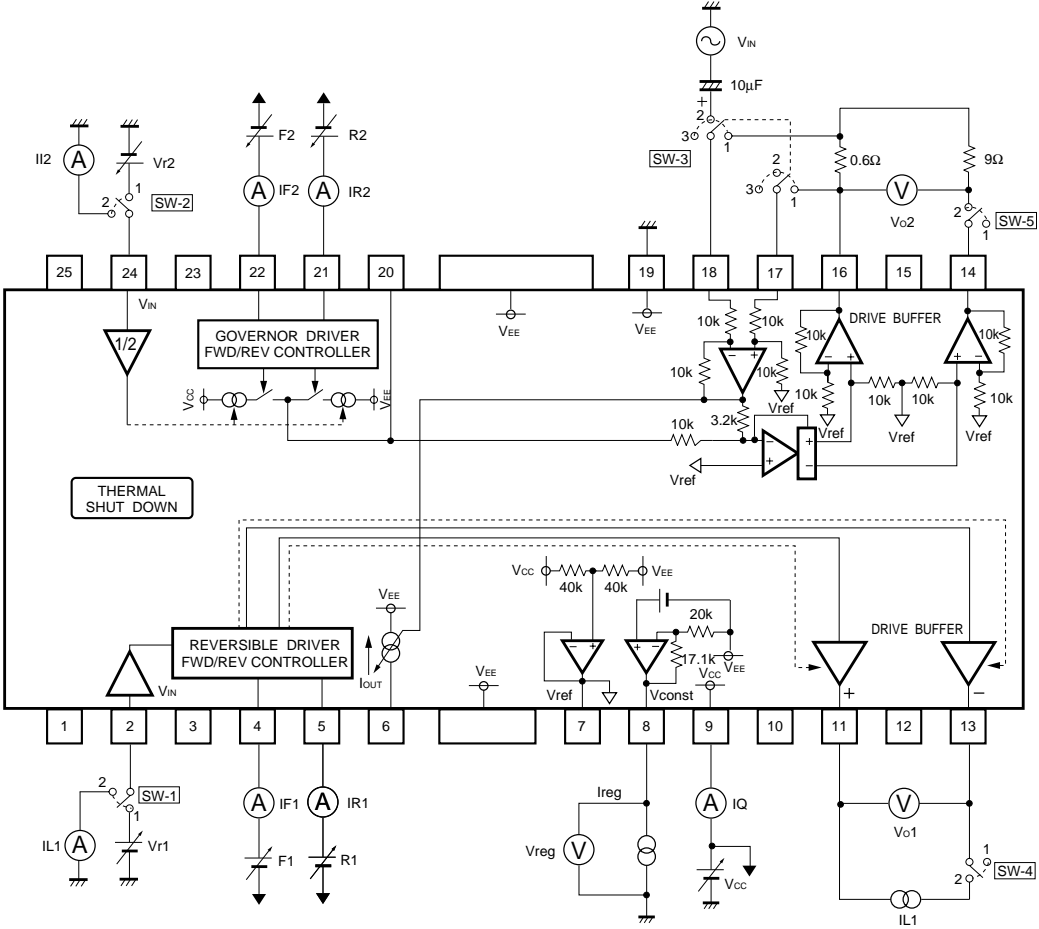 VIN
10µF
+
2
3
1
SW-3
2
3
1
0.6Ω
9Ω
V
VO2
2
1
SW-5
II2
A
Vr2
1
2
SW-2
F2
R2
A
IF2
A
IR2
25
24
23
22
21
20
19
18
17
16
15
14
VIN
1/2
GOVERNOR DRIVER
FWD/REV CONTROLLER
VCC
VEE
VEE
VEE
10k
10k
10k
10k
- +
Vref
3.2k
10k
DRIVE BUFFER
10k
- +
10k
Vref
10k
10k
Vref
10k
+ -
10k
Vref
- +
+ -
Vref
THERMAL
SHUT DOWN
VCC
40k
40k
VEE
VEE
IOUT
REVERSIBLE DRIVER
FWD/REV CONTROLLER
VIN
VEE
- +
Vref
+ -
20k
17.1k
VEE
VCC
Vconst
DRIVE BUFFER
+
-
1
2
3
4
5
6
7
8
9
10
11
12
13
2
1
SW-1
IL1
A
Vr1
A
IF1
A
IR1
F1
R1
Ireg
Vreg
V
A
IQ
VCC
V
VO1
1
2
SW-4
IL1